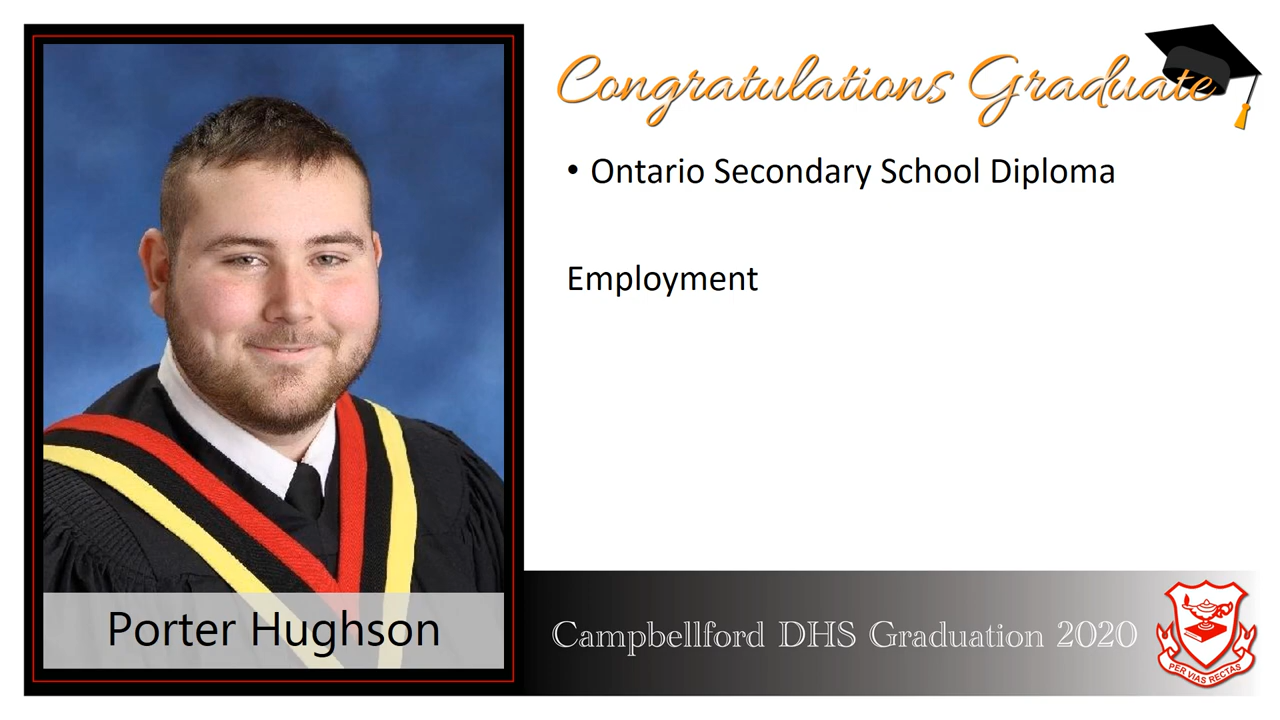 Congratulations Graduate
• Ontario Secondary School Diploma
Employment
Porter Hughson
Campbellford DHS Graduation 2020
PER VIAS RECTAS